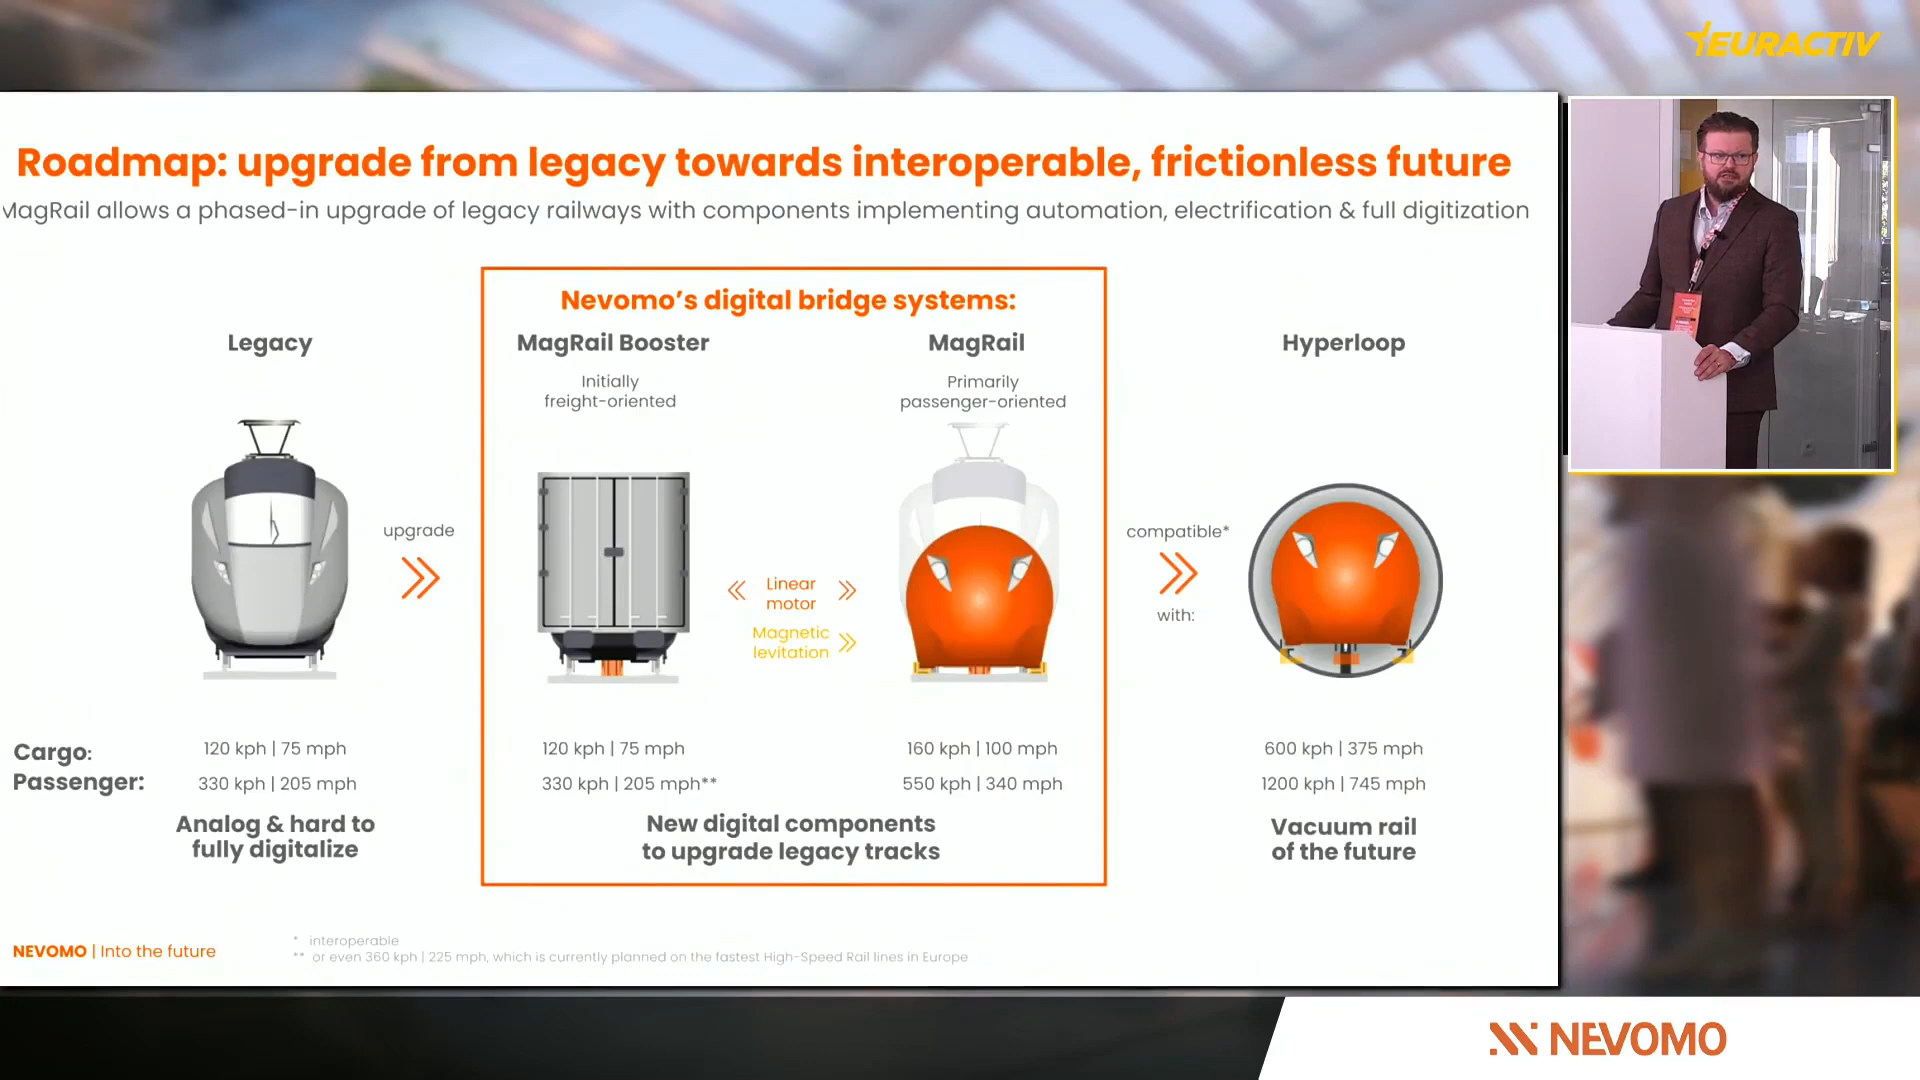 EURACTIV
Roadmap: upgrade from legacy towards interoperable, frictionless future
MagRail allows a phased-in upgrade of legacy railways with components implementing automation, electrification & full digitization
Nevomo’s digital bridge systems:
Legacy
MagRail Booster
MagRail
Hyperloop
Initially
freight-oriented
Primarily
passenger-oriented
upgrade
Linear
motor
Magnetic
levitation
compatible*
with:
Cargo:
120 kph | 75 mph
120 kph | 75 mph
160 kph | 100 mph
600 kph | 375 mph
Passenger:
330 kph | 205 mph
330 kph | 205 mph**
550 kph | 340 mph
1200 kph | 745 mph
Analog & hard to
fully digitalize
New digital components
to upgrade legacy tracks
Vacuum rail
of the future
NEVOMO | Into the future
* interoperable
** or even 360 kph | 225 mph, which is currently planned on the fastest High-Speed Rail lines in Europe
NEVOMO